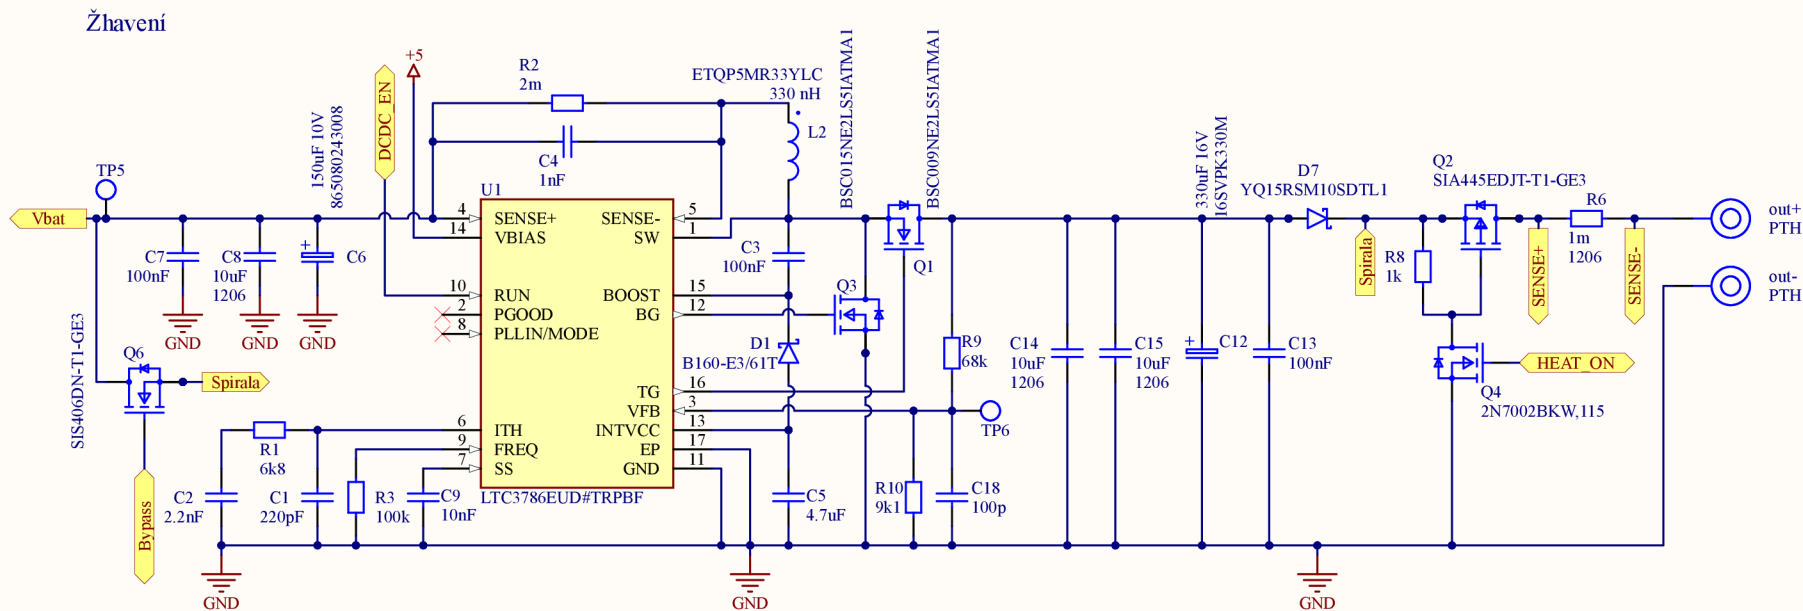 Žhavení
+5
R2
2m
ETQP5MR33YLC
330 nH
L2
C4
1nF
DCDC_EN
150uF 10V
865080243008
BSC015NE2LS5IATMA1
BSC009NE2LS5IATMA1
330uF 16V
16SVPK330M
D7
YQ15RSM10SDTL1
Q2
SIA445EDJT-T1-GE3
R6
1m
1206
out+
PTH
out-
PTH
TP5
Vbat
C7
100nF
C8
10uF
1206
C6
GND
GND
GND
U1
4
SENSE+
14
VBIAS
10
RUN
2
PGOOD
8
PLLIN/MODE
6
ITH
9
FREQ
7
SS
SENSE-
5
SW
1
BOOST
15
BG
12
TG
16
VFB
3
INTVCC
13
EP
17
GND
11
LTC3786EUD#TRPBF
C3
100nF
Q3
Q1
D1
B160-E3/61T
R9
68k
TP6
C14
10uF
1206
C15
10uF
1206
C12
C13
100nF
Spirala
R8
1k
SENSE+
SENSE-
HEAT_ON
Q4
2N7002BKW,115
SIS406DN-T1-GE3
Q6
Spirala
Bypass
R1
6k8
C2
2.2nF
C1
220pF
R3
100k
C9
10nF
C5
4.7uF
R10
9k1
C18
100p
GND
GND
GND